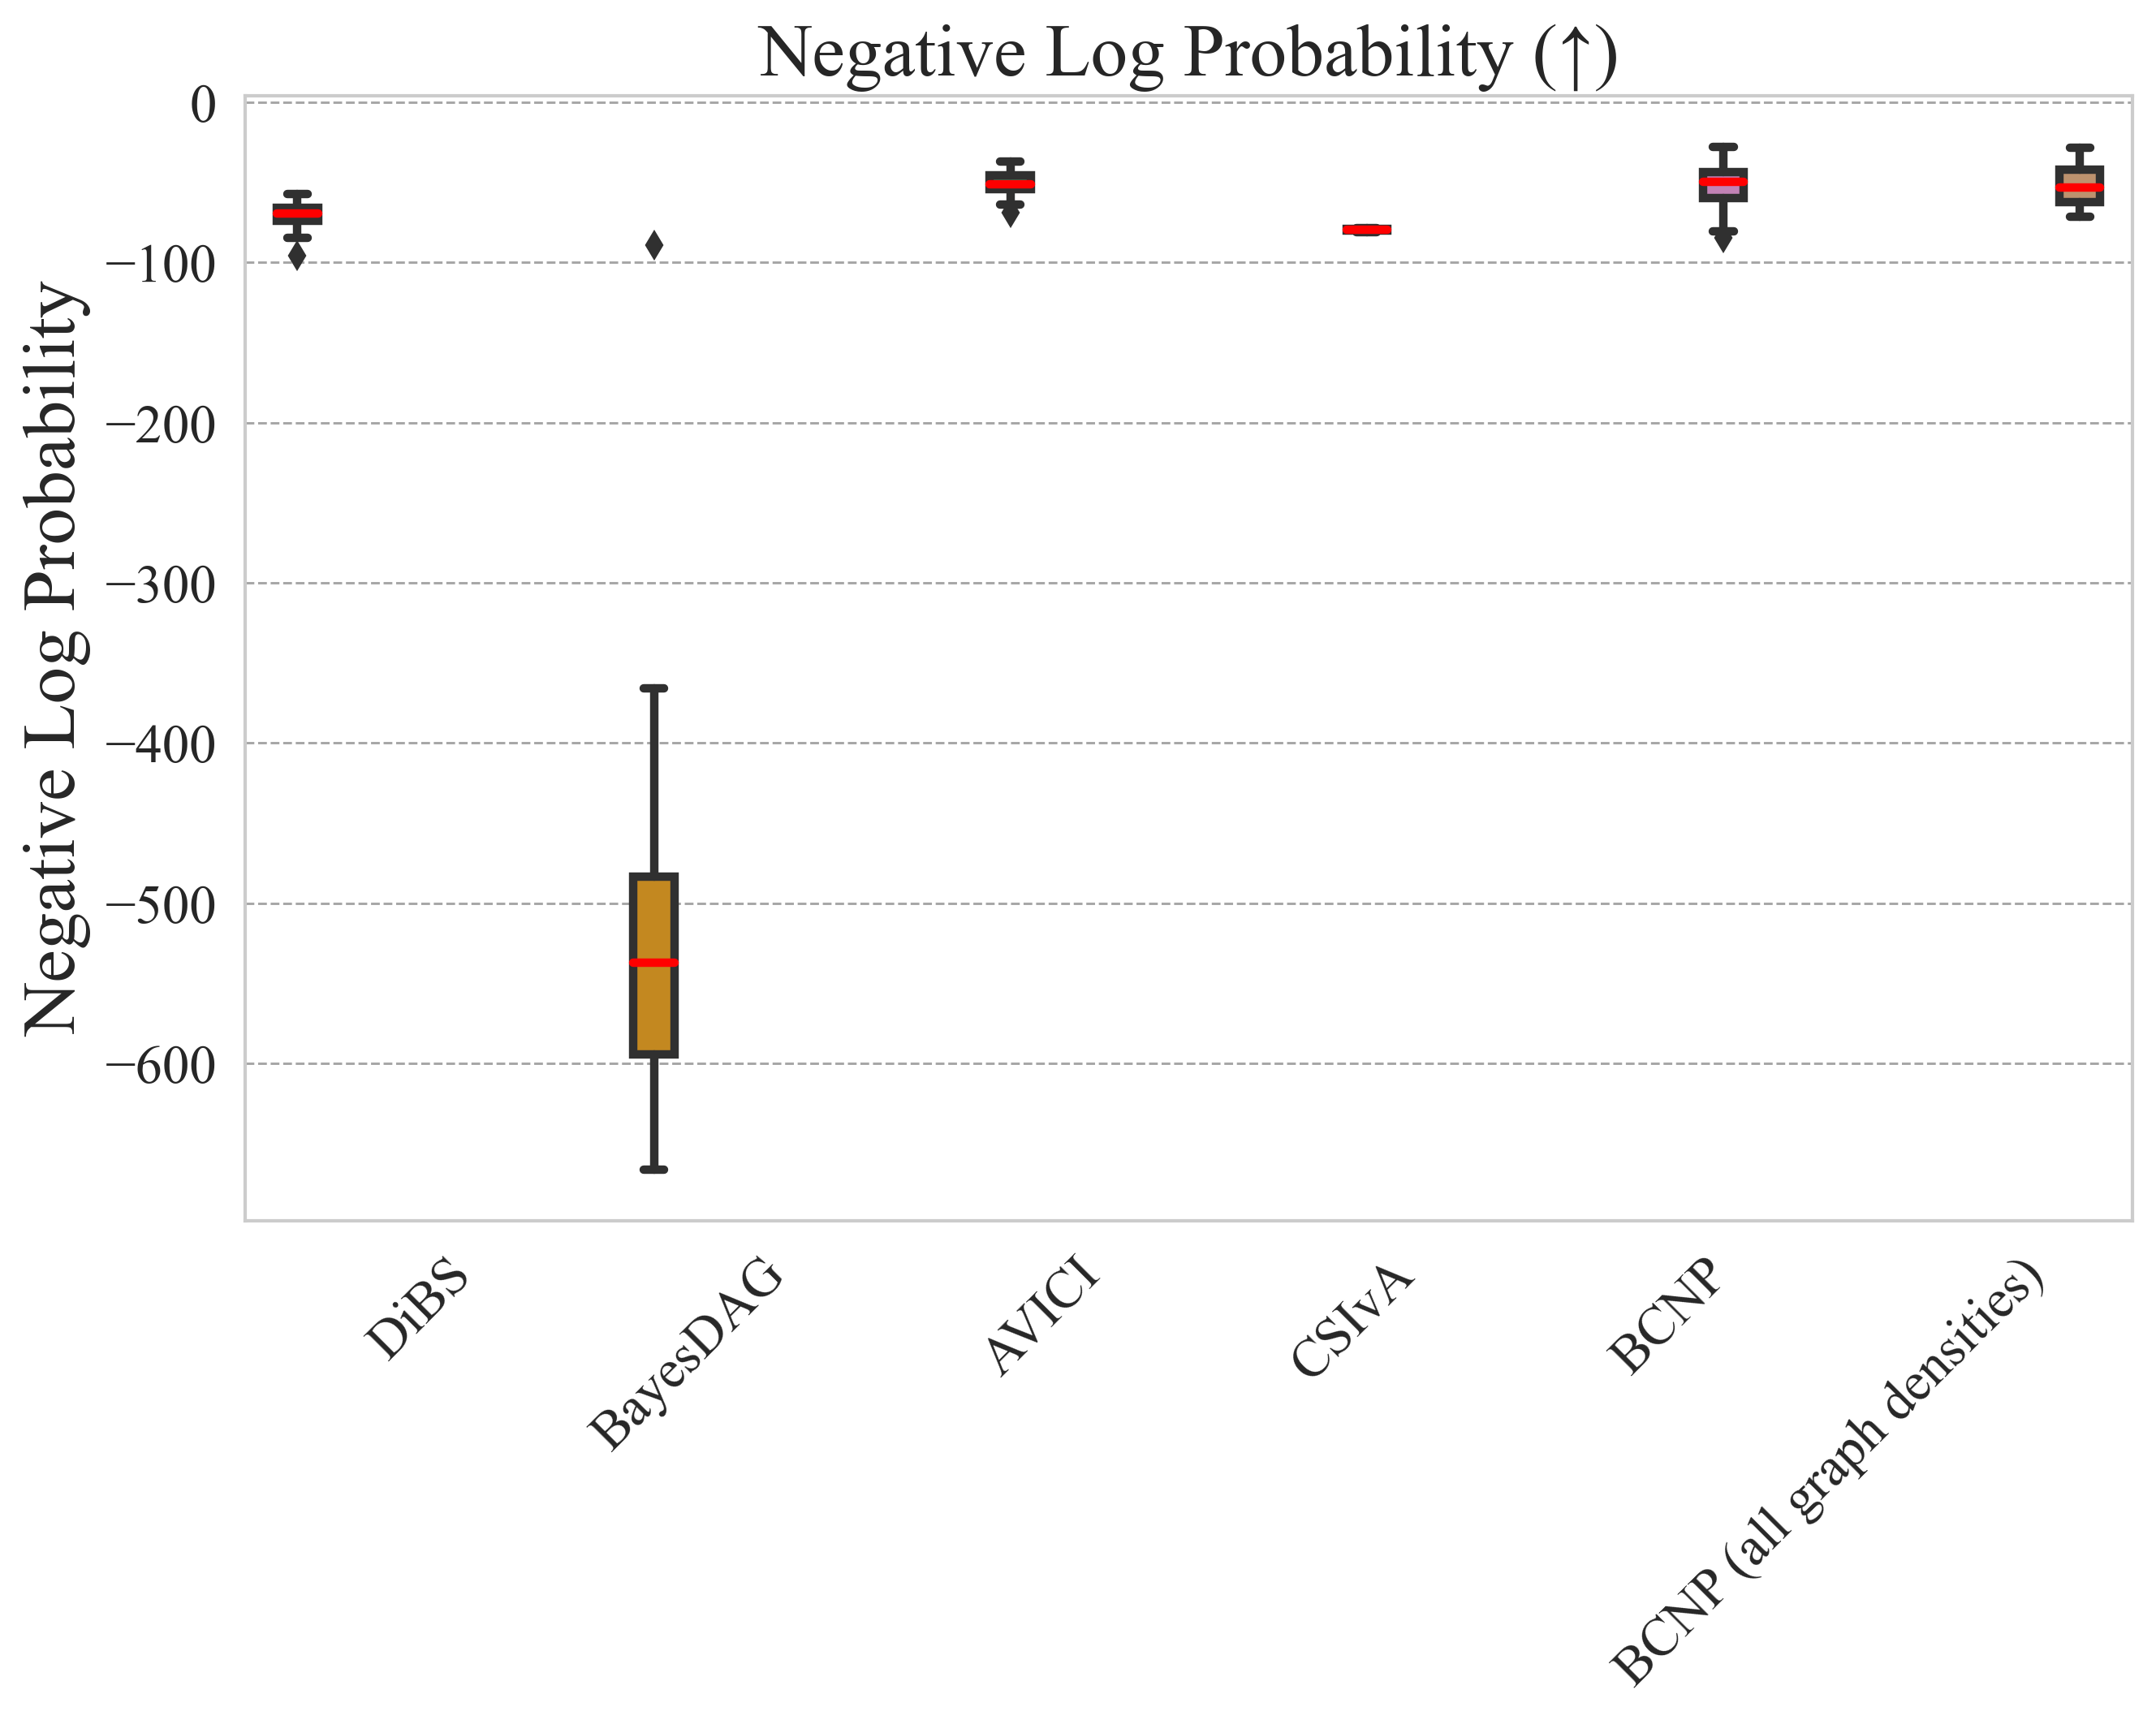 Negative Log Probability (↑)
Negative Log Probability
0
−100
−200
−300
−400
−500
−600
DiBS
BayesDAG
AVICI
CSIvA
BCNP
BCNP (all graph densities)